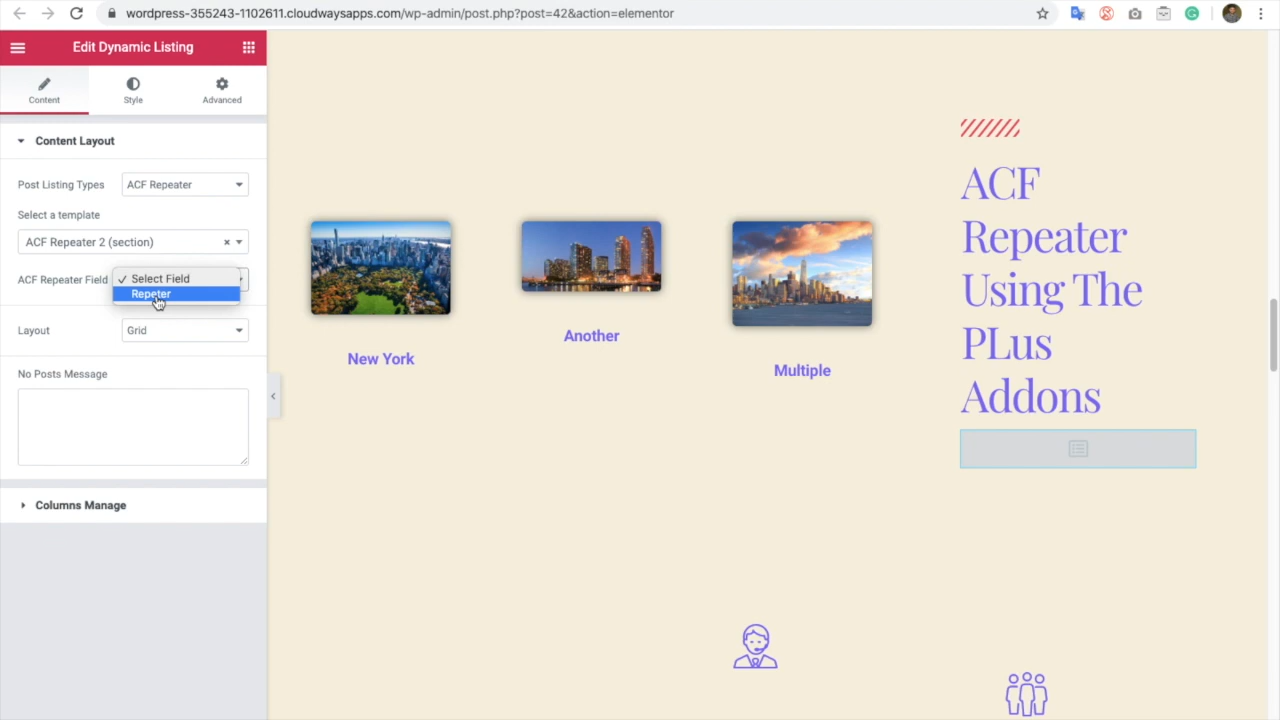 wordpress-355243-1102611.cloudwaysapps.com/wp-admin/post.php?post=42&action=elementor
Edit Dynamic Listing
Content
Style
Advanced
Content Layout
Post Listing Types
ACF Repeater
Select a template
ACF Repeater 2 (section)
ACF Repeater Field
Select Field
Repeter
Layout
Grid
No Posts Message
Columns Manage
New York
Another
Multiple
ACF
Repeater
Using The
PLus
Addons